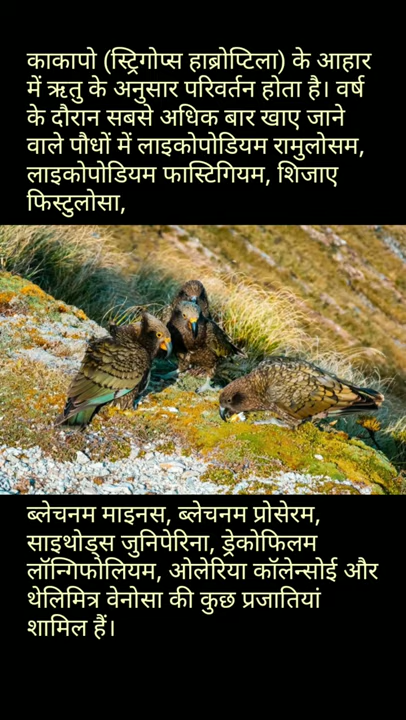 काकापो (स्ट्रिगोप्स हाब्रोप्टिला) के आहार
में ऋतु के अनुसार परिवर्तन होता है। वर्ष
के दौरान सबसे अधिक बार खाए जाने
वाले पौधों में लाइकोपोडियम रामुलोसम,
लाइकोपोडियम फास्टिगियम, शिजाए
फिस्टुलोसा,
ब्लेचनम माइनस, ब्लेचनम प्रोसेरम,
साइथोड्स जुनिपेरिना, ड्रेकोफिलम
लॉन्गिफोलियम, ओलेरिया कॉलेन्सोई और
थेलिमित्र वेनोसा की कुछ प्रजातियां
शामिल हैं।